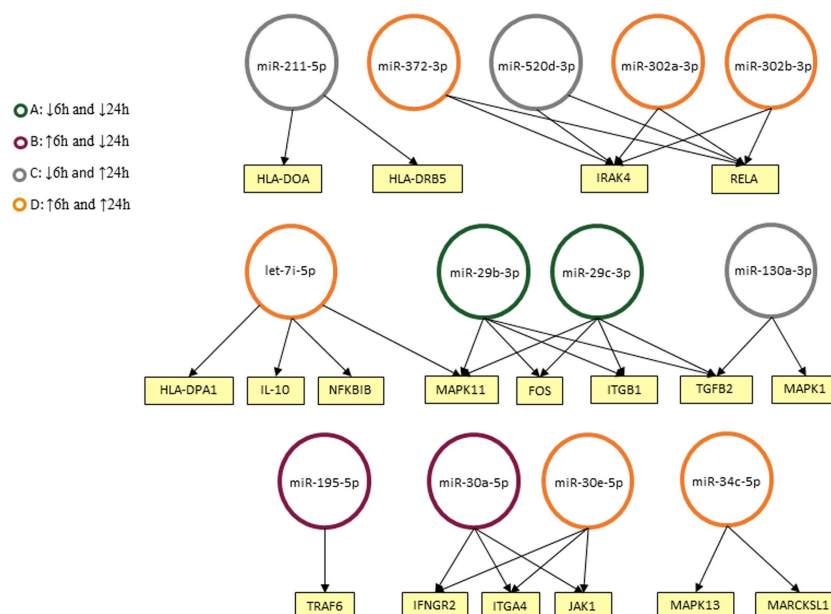 miR-211-5p
miR-372-3p
miR-520d-3p
miR-302a-3p
miR-302b-3p
A: ↓6h and ↓24h
B: ↑6h and ↓24h
C: ↓6h and ↑24h
D: ↑6h and ↑24h
HLA-DOA
HLA-DRB5
IRAK4
RELA
let-7i-5p
miR-29b-3p
miR-29c-3p
miR-130a-3p
HLA-DPA1
IL-10
NFKBIB
MAPK11
FOS
ITGB1
TGFB2
MAPK1
miR-195-5p
miR-30a-5p
miR-30e-5p
miR-34c-5p
TRAF6
IFNGR2
ITGA4
JAK1
MAPK13
MARCKSL1